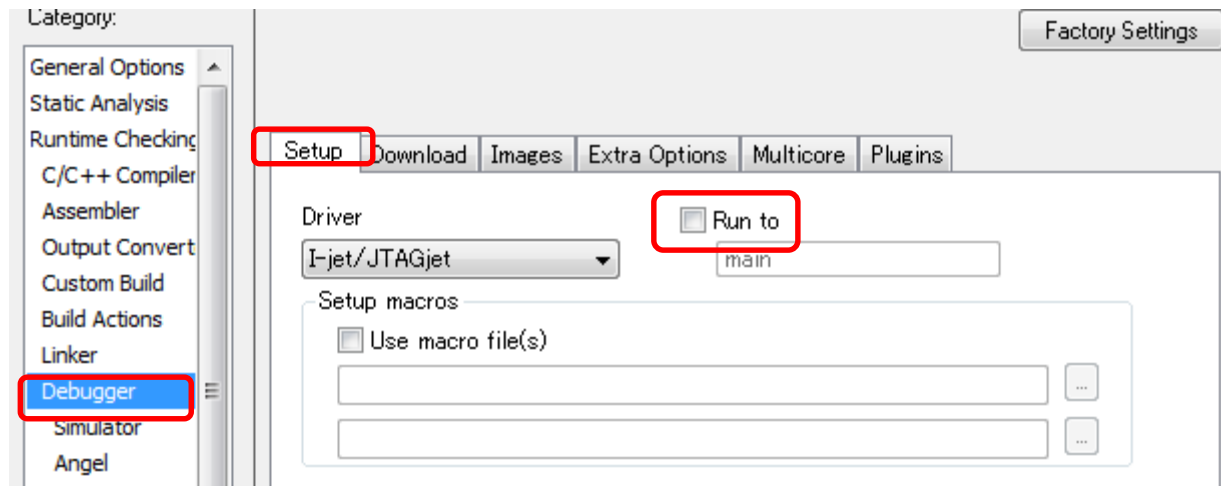 Category:
Factory Settings
General Options
Static Analysis
Runtime Checking
C/C++ Compiler
Assembler
Output Convert
Custom Build
Build Actions
Linker
Debugger
Simulator
Angel
Setup Download Images Extra Options Multicore Plugins
Driver
Run to
I-jet/JTAGjet
main
Setup macros
Use macro file(s)
...
...